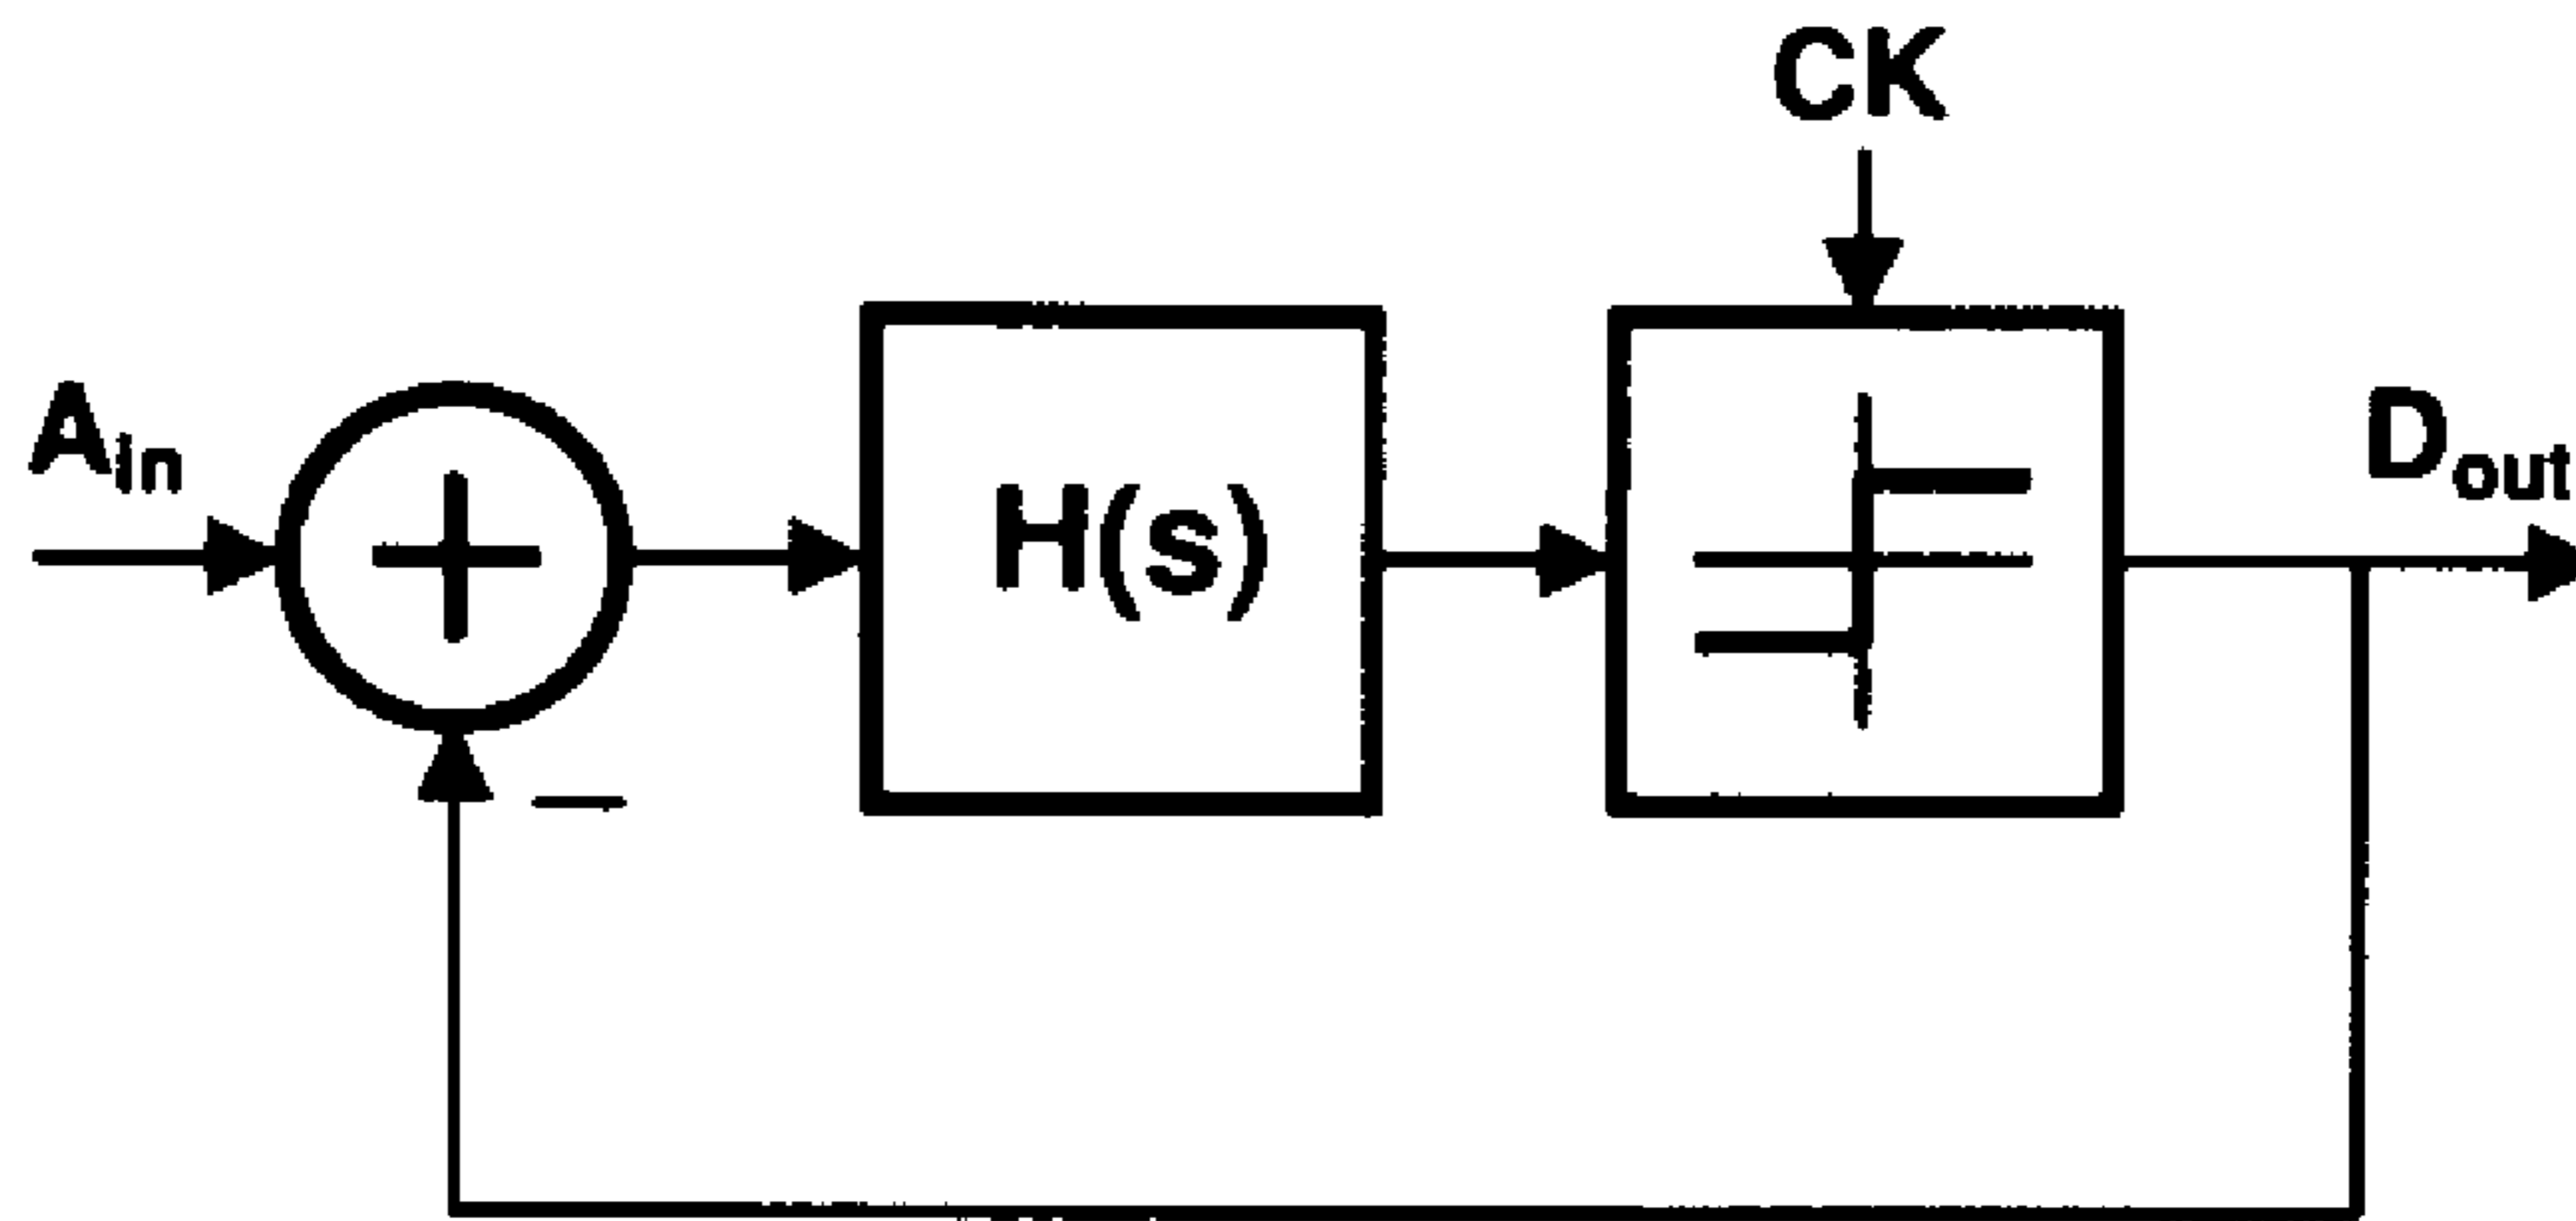 CK
A_in
H(s)
D_out
+
−